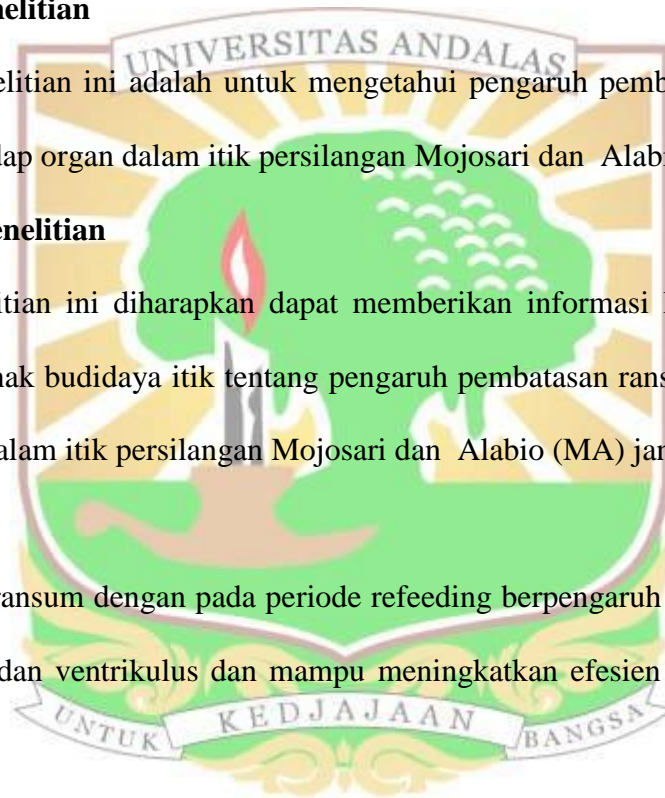 nelitian
UNIVERSITAS ANDALAS
elitian ini adalah untuk mengetahui pengaruh pemb
dap organ dalam itik persilangan Mojosari dan Alabi
enelitian
itian ini diharapkan dapat memberikan informasi
nak budidaya itik tentang pengaruh pembatasan rans
alam itik persilangan Mojosari dan Alabio (MA) jan
ransum dengan pada periode refeeding berpengaruh
dan ventrikulus dan mampu meningkatkan efesien
UNTUK KEDJAJAAN BANGSA